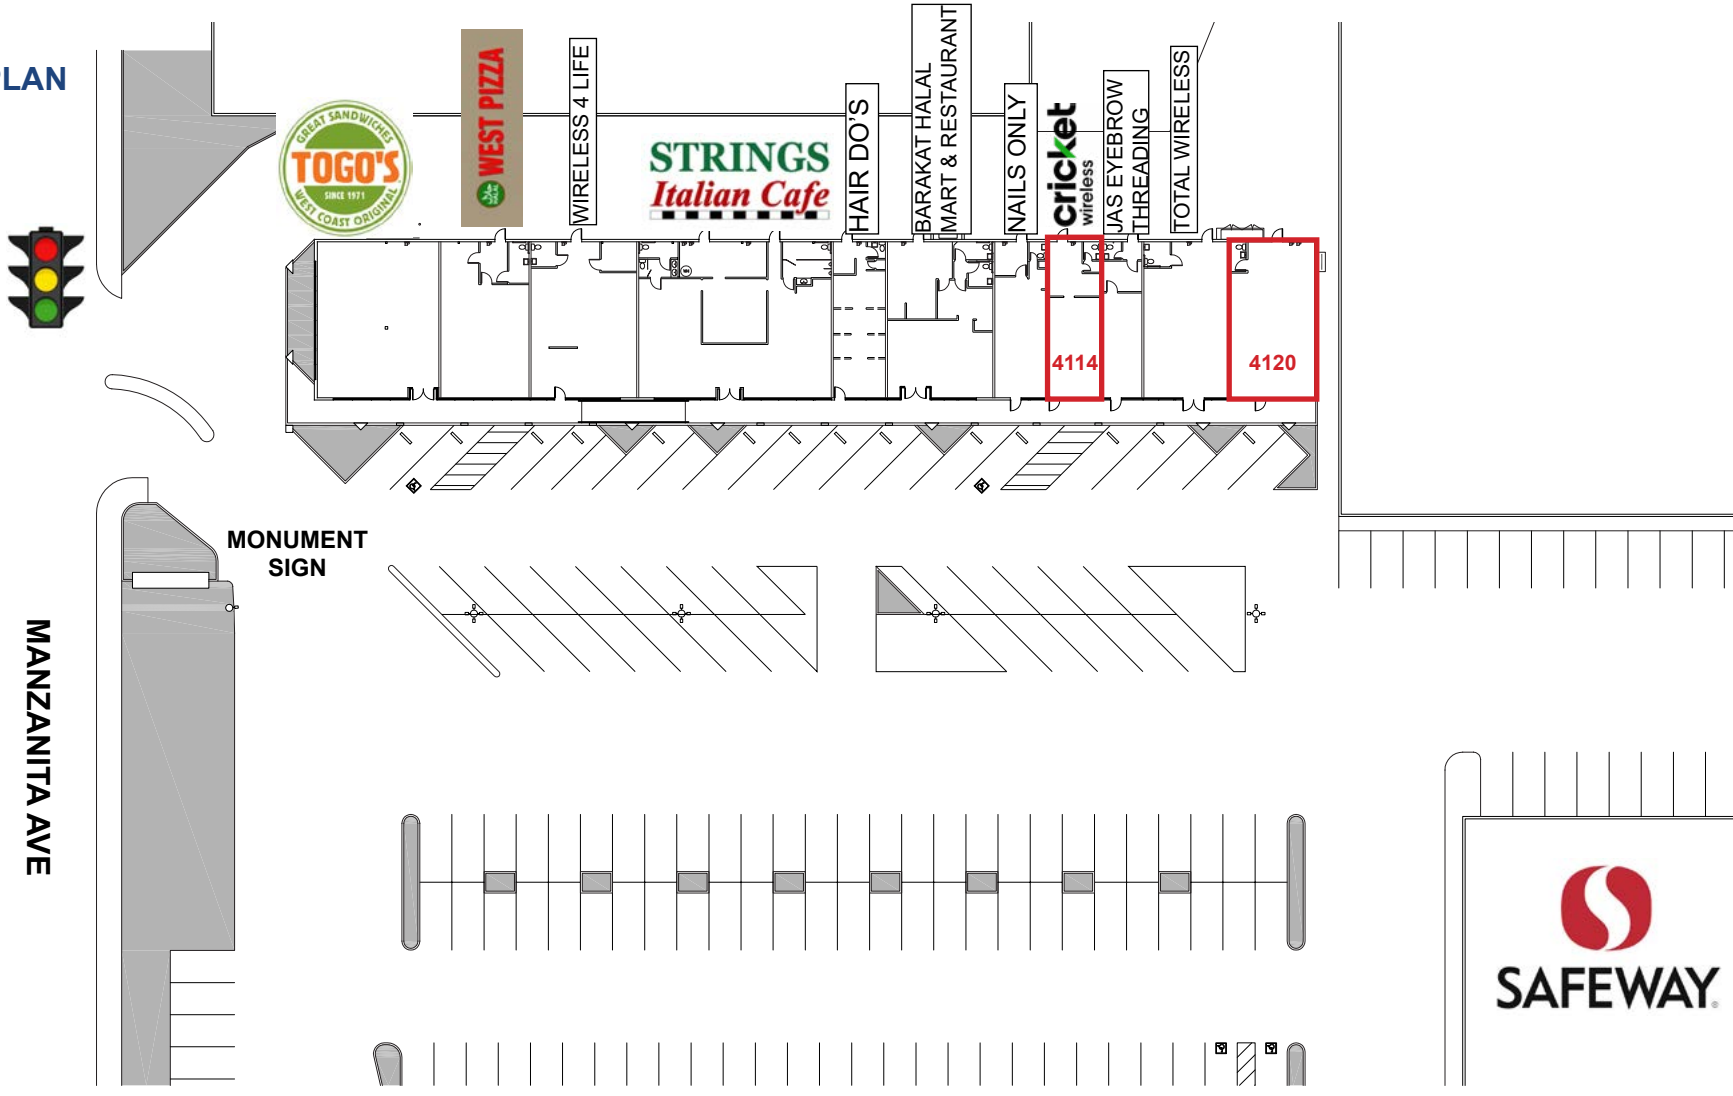 PLAN
GREAT SANDWICHES
TOGO'S
SINCE 1971
WEST COAST ORIGINAL
HALAL
WEST PIZZA
WIRELESS 4 LIFE
STRINGS
Italian Cafe
HAIR DO'S
BARAKAT HALAL
MART & RESTAURANT
NAILS ONLY
cricket
wireless
JAS EYEBROW
THREADING
TOTAL WIRELESS
4114
4120
MONUMENT
SIGN
MANZANITA AVE
SAFEWAY